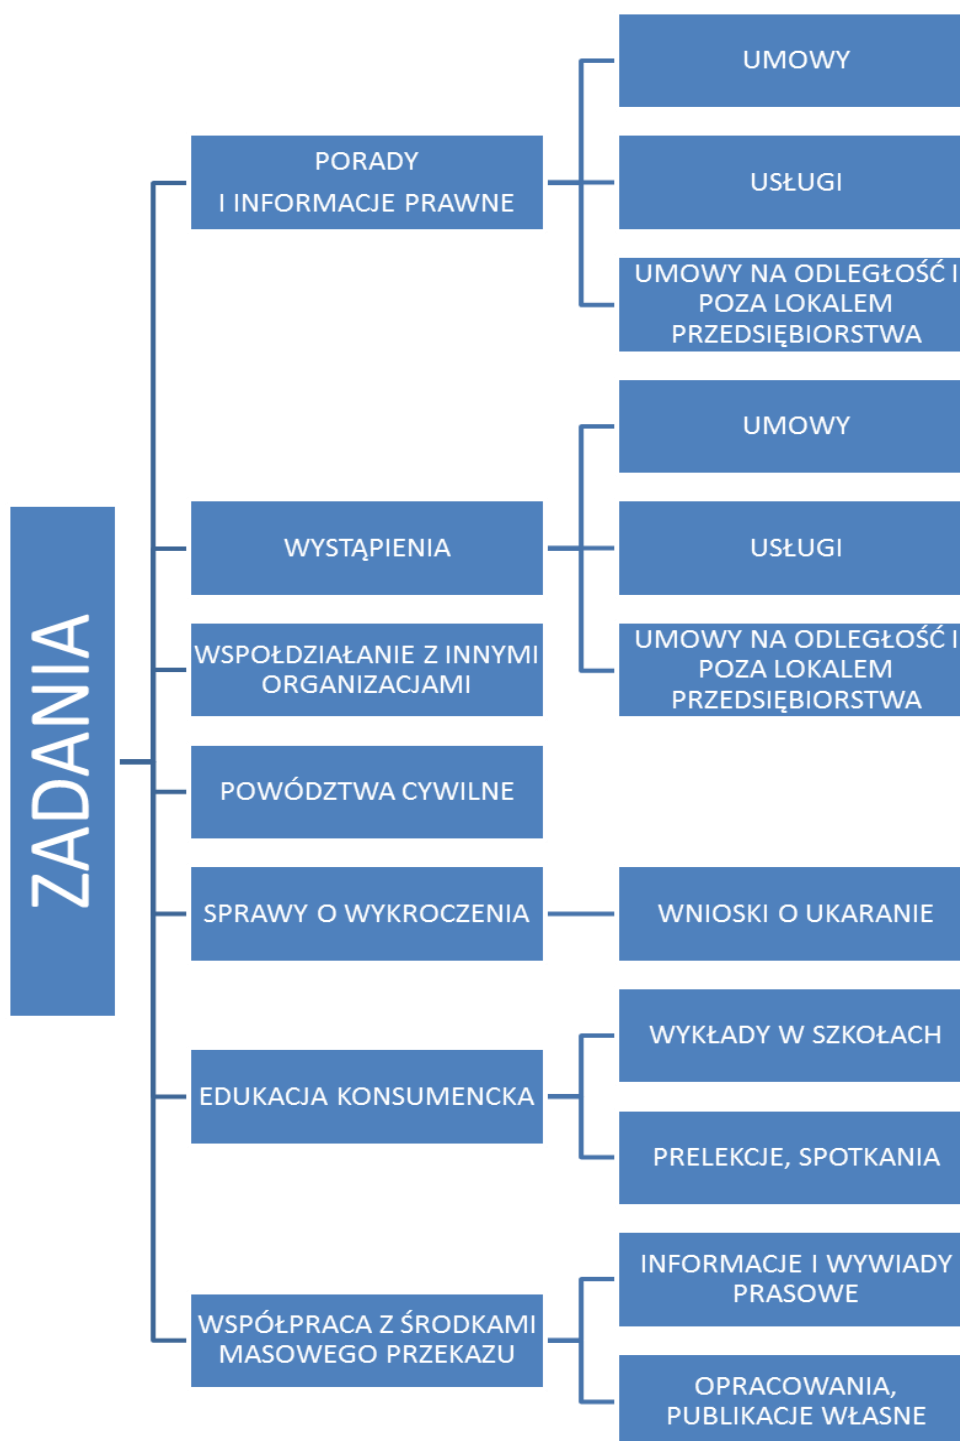 ZADANIA
PORADY
I INFORMACJE PRAWNE
UMOWY
USŁUGI
UMOWY NA ODLEGŁOŚĆ I
POZA LOKALEM
PRZEDSIĘBIORSTWA
WYSTĄPIENIA
UMOWY
USŁUGI
UMOWY NA ODLEGŁOŚĆ I
POZA LOKALEM
PRZEDSIĘBIORSTWA
WSPOŁDZIAŁANIE Z INNYMI
ORGANIZACJAMI
POWÓDZTWA CYWILNE
SPRAWY O WYKROCZENIA
WNIOSKI O UKARANIE
EDUKACJA KONSUMENCKA
WYKŁADY W SZKOŁACH
PRELEKCJE, SPOTKANIA
WSPÓŁPRACA Z ŚRODKAMI
MASOWEGO PRZEKAZU
INFORMACJE I WYWIADY
PRASOWE
OPRACOWANIA,
PUBLIKACJE WŁASNE